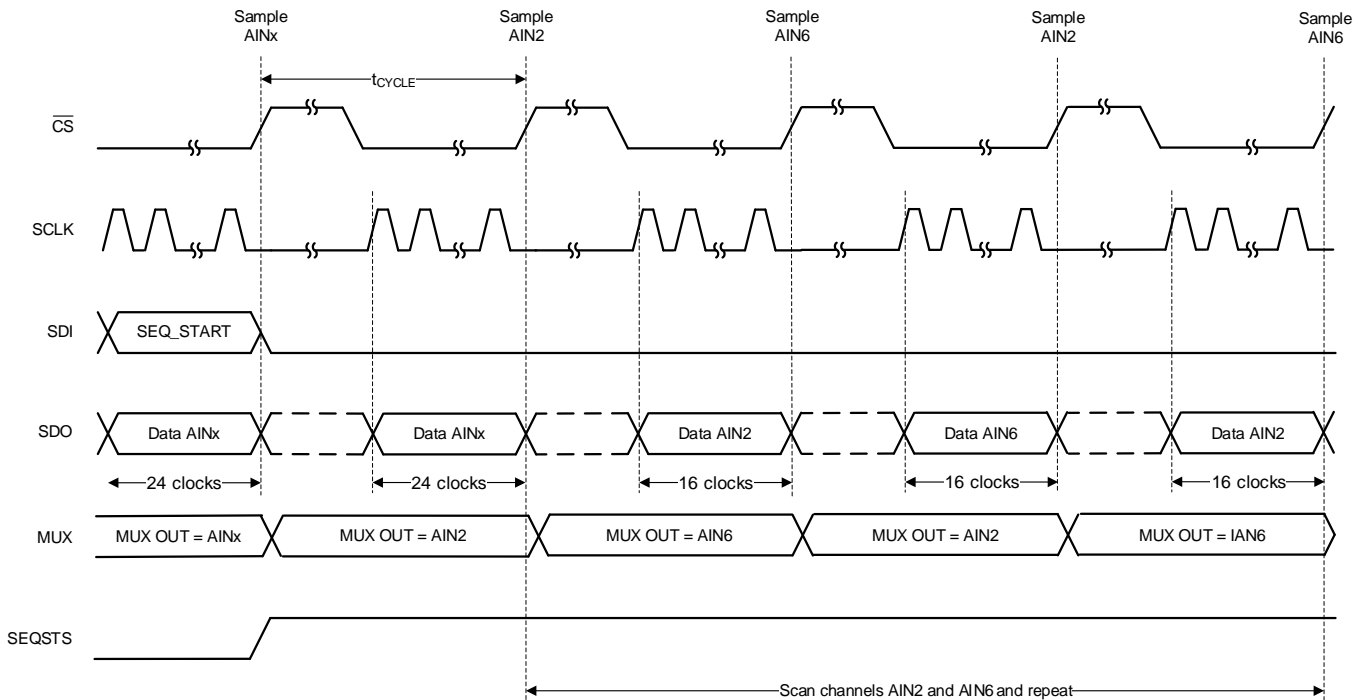 Sample
AINx
Sample
AIN2
Sample
AIN6
Sample
AIN2
Sample
AIN6
tCYCLE
CS
SCLK
SDI
SEQ_START
SDO
Data AINx
Data AINx
Data AIN2
Data AIN6
Data AIN2
24 clocks
24 clocks
16 clocks
16 clocks
16 clocks
MUX
MUX OUT = AINx
MUX OUT = AIN2
MUX OUT = AIN6
MUX OUT = AIN2
MUX OUT = IAN6
SEQSTS
Scan channels AIN2 and AIN6 and repeat